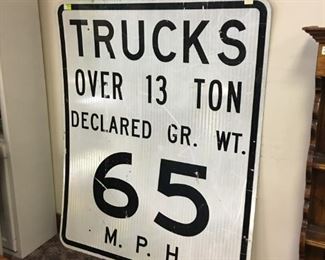 TRUCKS
OVER 13 TON
DECLARED GR. WT.
65
M. P. H